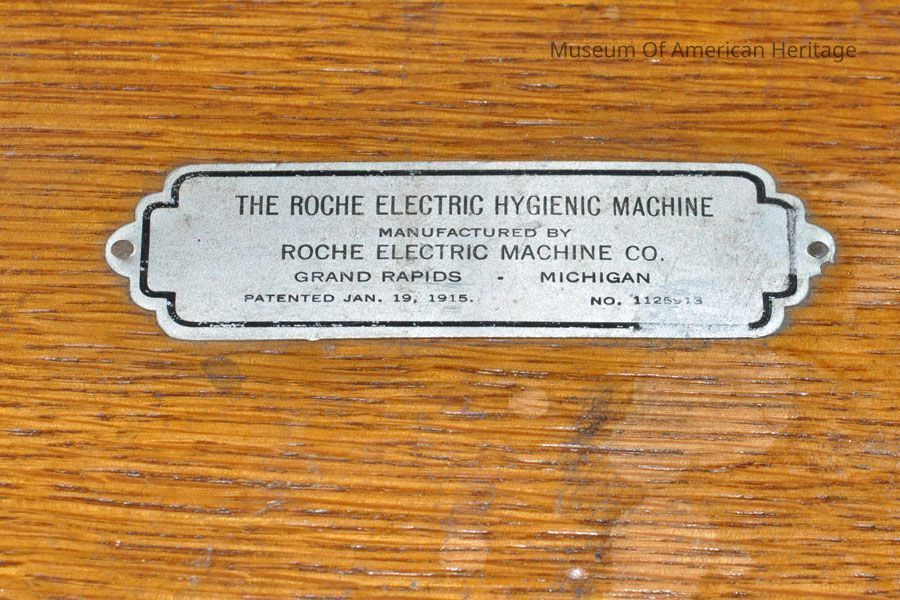 Museum Of American Heritage
THE ROCHE ELECTRIC HYGIENIC MACHINE
MANUFACTURED BY
ROCHE ELECTRIC MACHINE CO.
GRAND RAPIDS - MICHIGAN
PATENTED JAN. 19, 1915. NO. 1125913